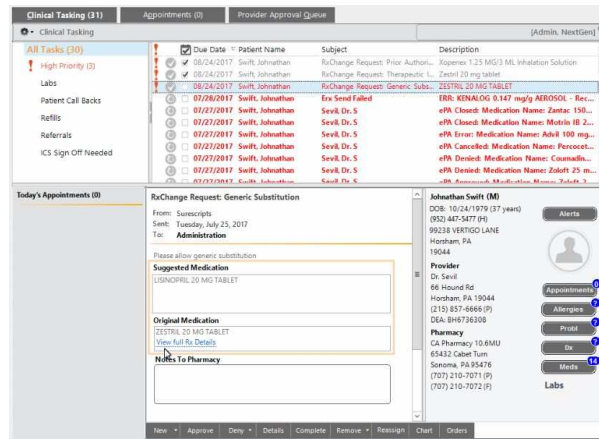 Clinical Tasking (31)
Appointments (0)
Provider Approval Queue
Clinical Tasking
[Admin, NextGen]
All Tasks (30)
High Priority (3)
Labs
Patient Call Backs
Refills
Referrals
ICS Sign Off Needed
Due Date Patient Name Subject Description
08/24/2017 Swift, Johnathan RxChange Request: Prior Authori... Xopenex 1.25 MG/3 ML Inhalation Solution
08/24/2017 Swift, Johnathan RxChange Request: Therapeutic I... Zestril 20 mg tablet
08/24/2017 Swift, Johnathan RxChange Request: Generic Subs... ZESTRIL 20 MG TABLET
07/28/2017 Swift, Johnathan Erx Send Failed ERR: KENALOG 0.147 mg/g AEROSOL - Rec...
07/27/2017 Swift, Johnathan Sevil, Dr. S ePA Closed: Medication Name: Zantac 150...
07/27/2017 Swift, Johnathan Sevil, Dr. S ePA Closed: Medication Name: Motrin IB 2...
07/27/2017 Swift, Johnathan Sevil, Dr. S ePA Error: Medication Name: Advil 100 mg...
07/27/2017 Swift, Johnathan Sevil, Dr. S ePA Cancelled: Medication Name: Percocet...
07/27/2017 Swift, Johnathan Sevil, Dr. S ePA Denied: Medication Name: Coumadin...
07/27/2017 Swift, Johnathan Sevil, Dr. S ePA Denied: Medication Name: Zoloft 25 m...
07/27/2017 Swift, Johnathan Sevil, Dr. S ePA Approved: Medication Name: Zoloft 2
Today's Appointments (0)
RxChange Request: Generic Substitution
From: Surescripts
Sent: Tuesday, July 25, 2017
To: Administration
Please allow generic substitution
Suggested Medication
LISINOPRIL 20 MG TABLET
Original Medication
ZESTRIL 20 MG TABLET
View full Rx Details
Notes To Pharmacy
New Approve Deny Details Complete Remove Reassign Chart Orders
Johnathan Swift (M)
DOB: 10/24/1979 (37 years)
(952) 447-5477 (H)
99238 VERTIGO LANE
Horsham, PA
19044
Provider
Dr. Sevil
66 Hound Rd
Horsham, PA 19044
(215) 857-6666 (P)
DEA: BH6736308
Pharmacy
CA Pharmacy 10.6MU
65432 Cabet Turn
Sonoma, PA 95476
(707) 210-7071 (P)
(707) 210-7072 (F)
Alerts
Appointments 0
Allergies ?
Probl ?
Dx ?
Meds 14
Labs